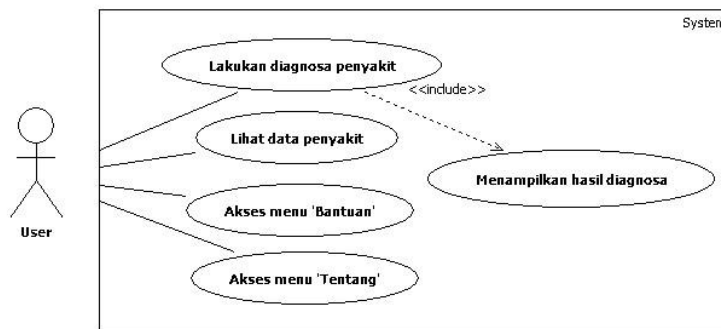 System
Lakukan diagnosa penyakit
<<include>>
Lihat data penyakit
Menampilkan hasil diagnosa
Akses menu 'Bantuan'
User
Akses menu 'Tentang'